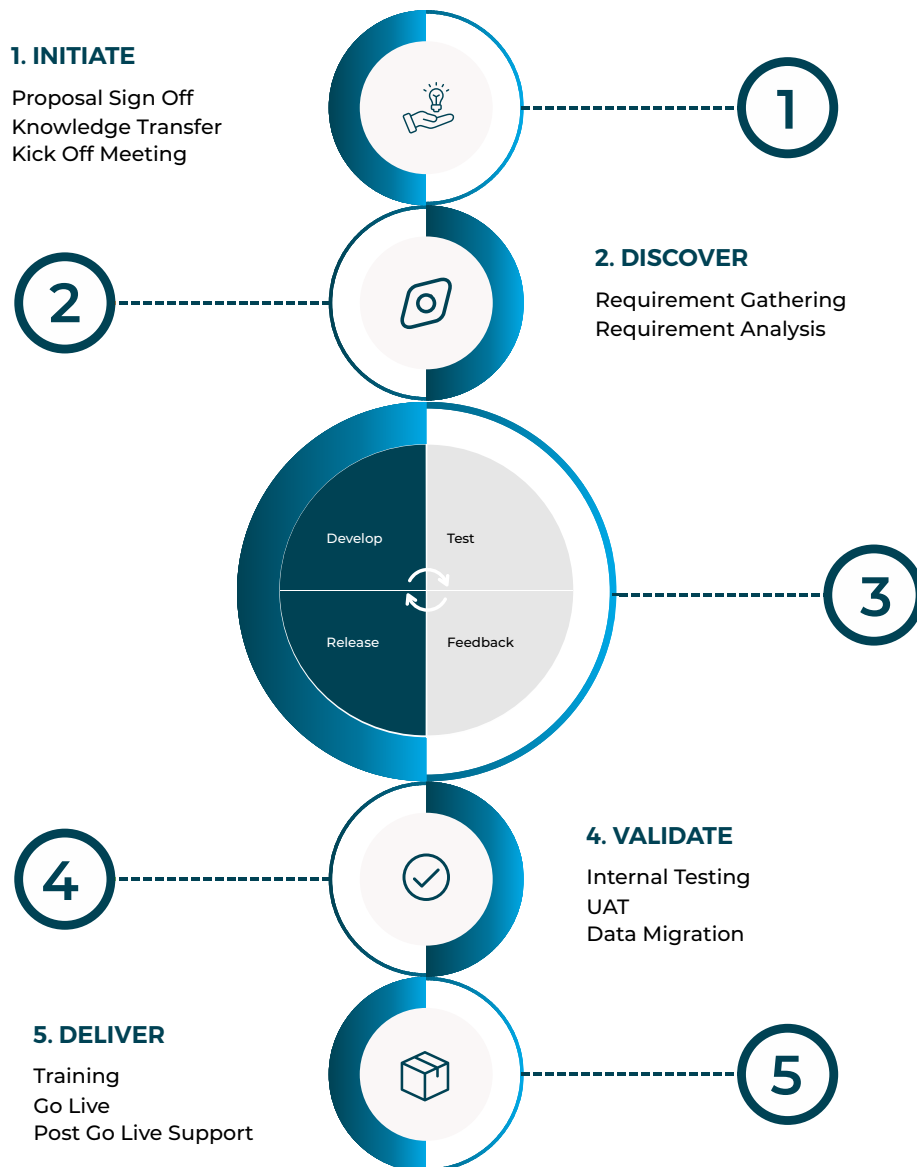 1. INITIATE
Proposal Sign Off
Knowledge Transfer
Kick Off Meeting
1
2
2. DISCOVER
Requirement Gathering
Requirement Analysis
Develop
Test
Release
Feedback
3
4
4. VALIDATE
Internal Testing
UAT
Data Migration
5. DELIVER
Training
Go Live
Post Go Live Support
5